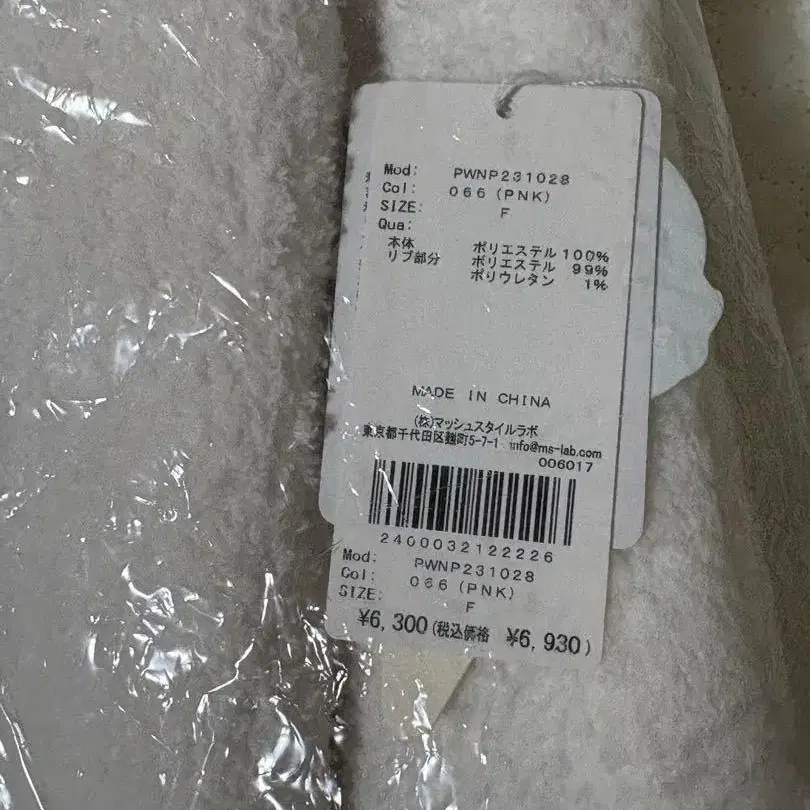 Mod: PWNP231028
Col: 066 (PNK)
SIZE: F
Qua:
本体 ポリエステル 100%
リブ部分 ポリエステル 99%
ポリウレタン 1%
MADE IN CHINA
(株)マッシュスタイルラボ
東京都千代田区麹町5-7-1 info@ms-lab.com
006017
2400032122226
Mod: PWNP231028
Col: 066 (PNK)
SIZE: F
¥6,300(税込価格 ¥6,930)